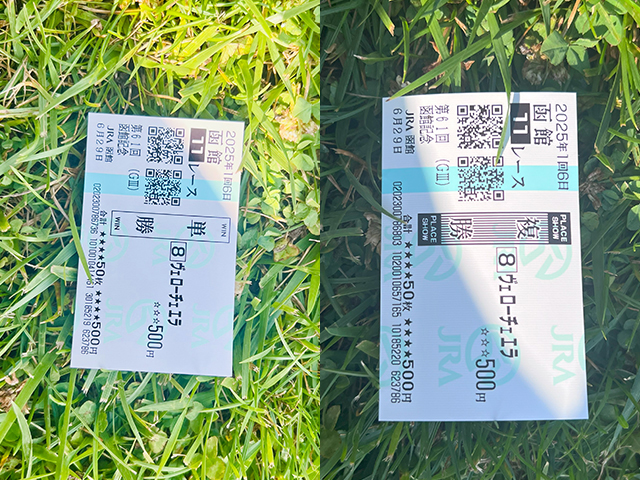 2025年1回6日
函館 11 レース
第61回
函館記念 (GⅢ)
JRA 函館
6月29日
WIN 単勝 WIN
8 ヴェローチェエラ
☆☆☆500円
合計 ★★★★50枚 ★★★★500円
2025年1回6日
函館 11 レース
第61回
函館記念 (GⅢ)
JRA 函館
6月29日
PLACE SHOW 複勝 PLACE SHOW
8 ヴェローチェエラ
☆☆☆500円
合計 ★★★★50枚 ★★★★500円
JRA
JRA